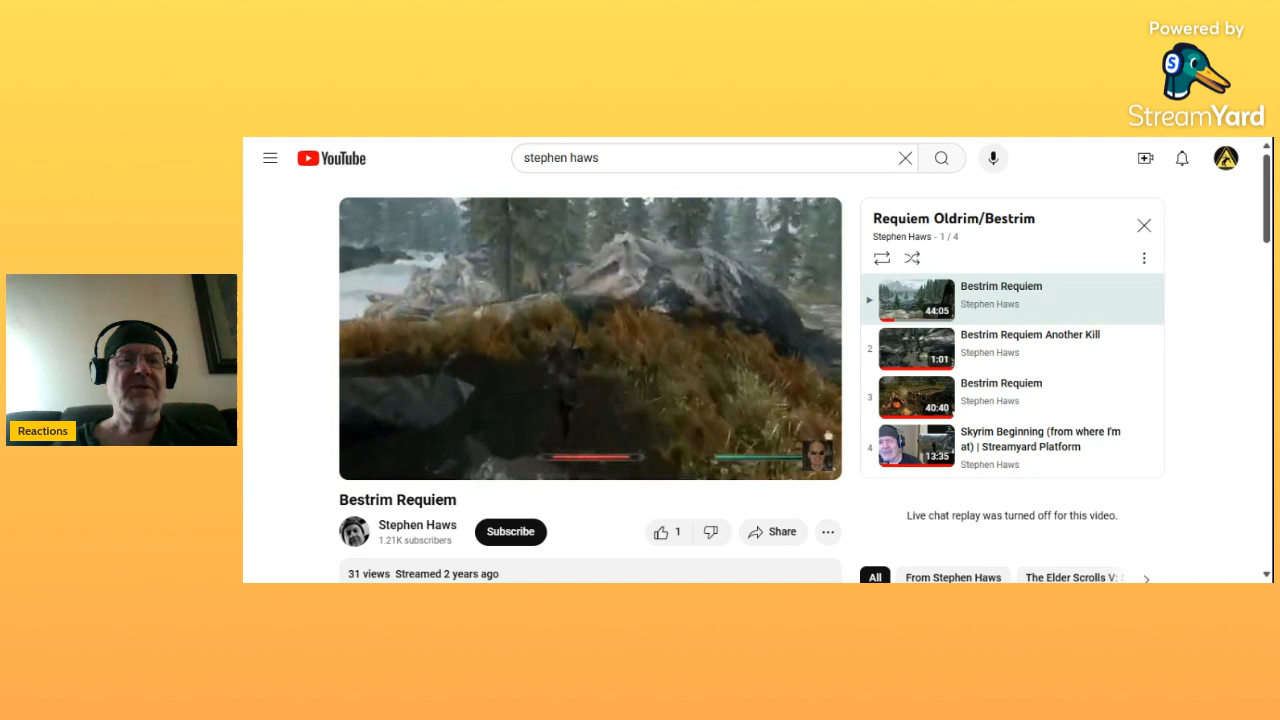 Powered by
StreamYard
YouTube
stephen haws
Requiem Oldrim/Bestrim
Stephen Haws - 1 / 4
Bestrim Requiem
Stephen Haws
44:05
2
Bestrim Requiem Another Kill
Stephen Haws
1:01
3
Bestrim Requiem
Stephen Haws
40:40
4
Skyrim Beginning (from where I'm
at) | Streamyard Platform
Stephen Haws
13:35
Reactions
Bestrim Requiem
Stephen Haws
1.21K subscribers
Subscribe
1
Share
31 views Streamed 2 years ago
Live chat replay was turned off for this video.
All
From Stephen Haws
The Elder Scrolls V: